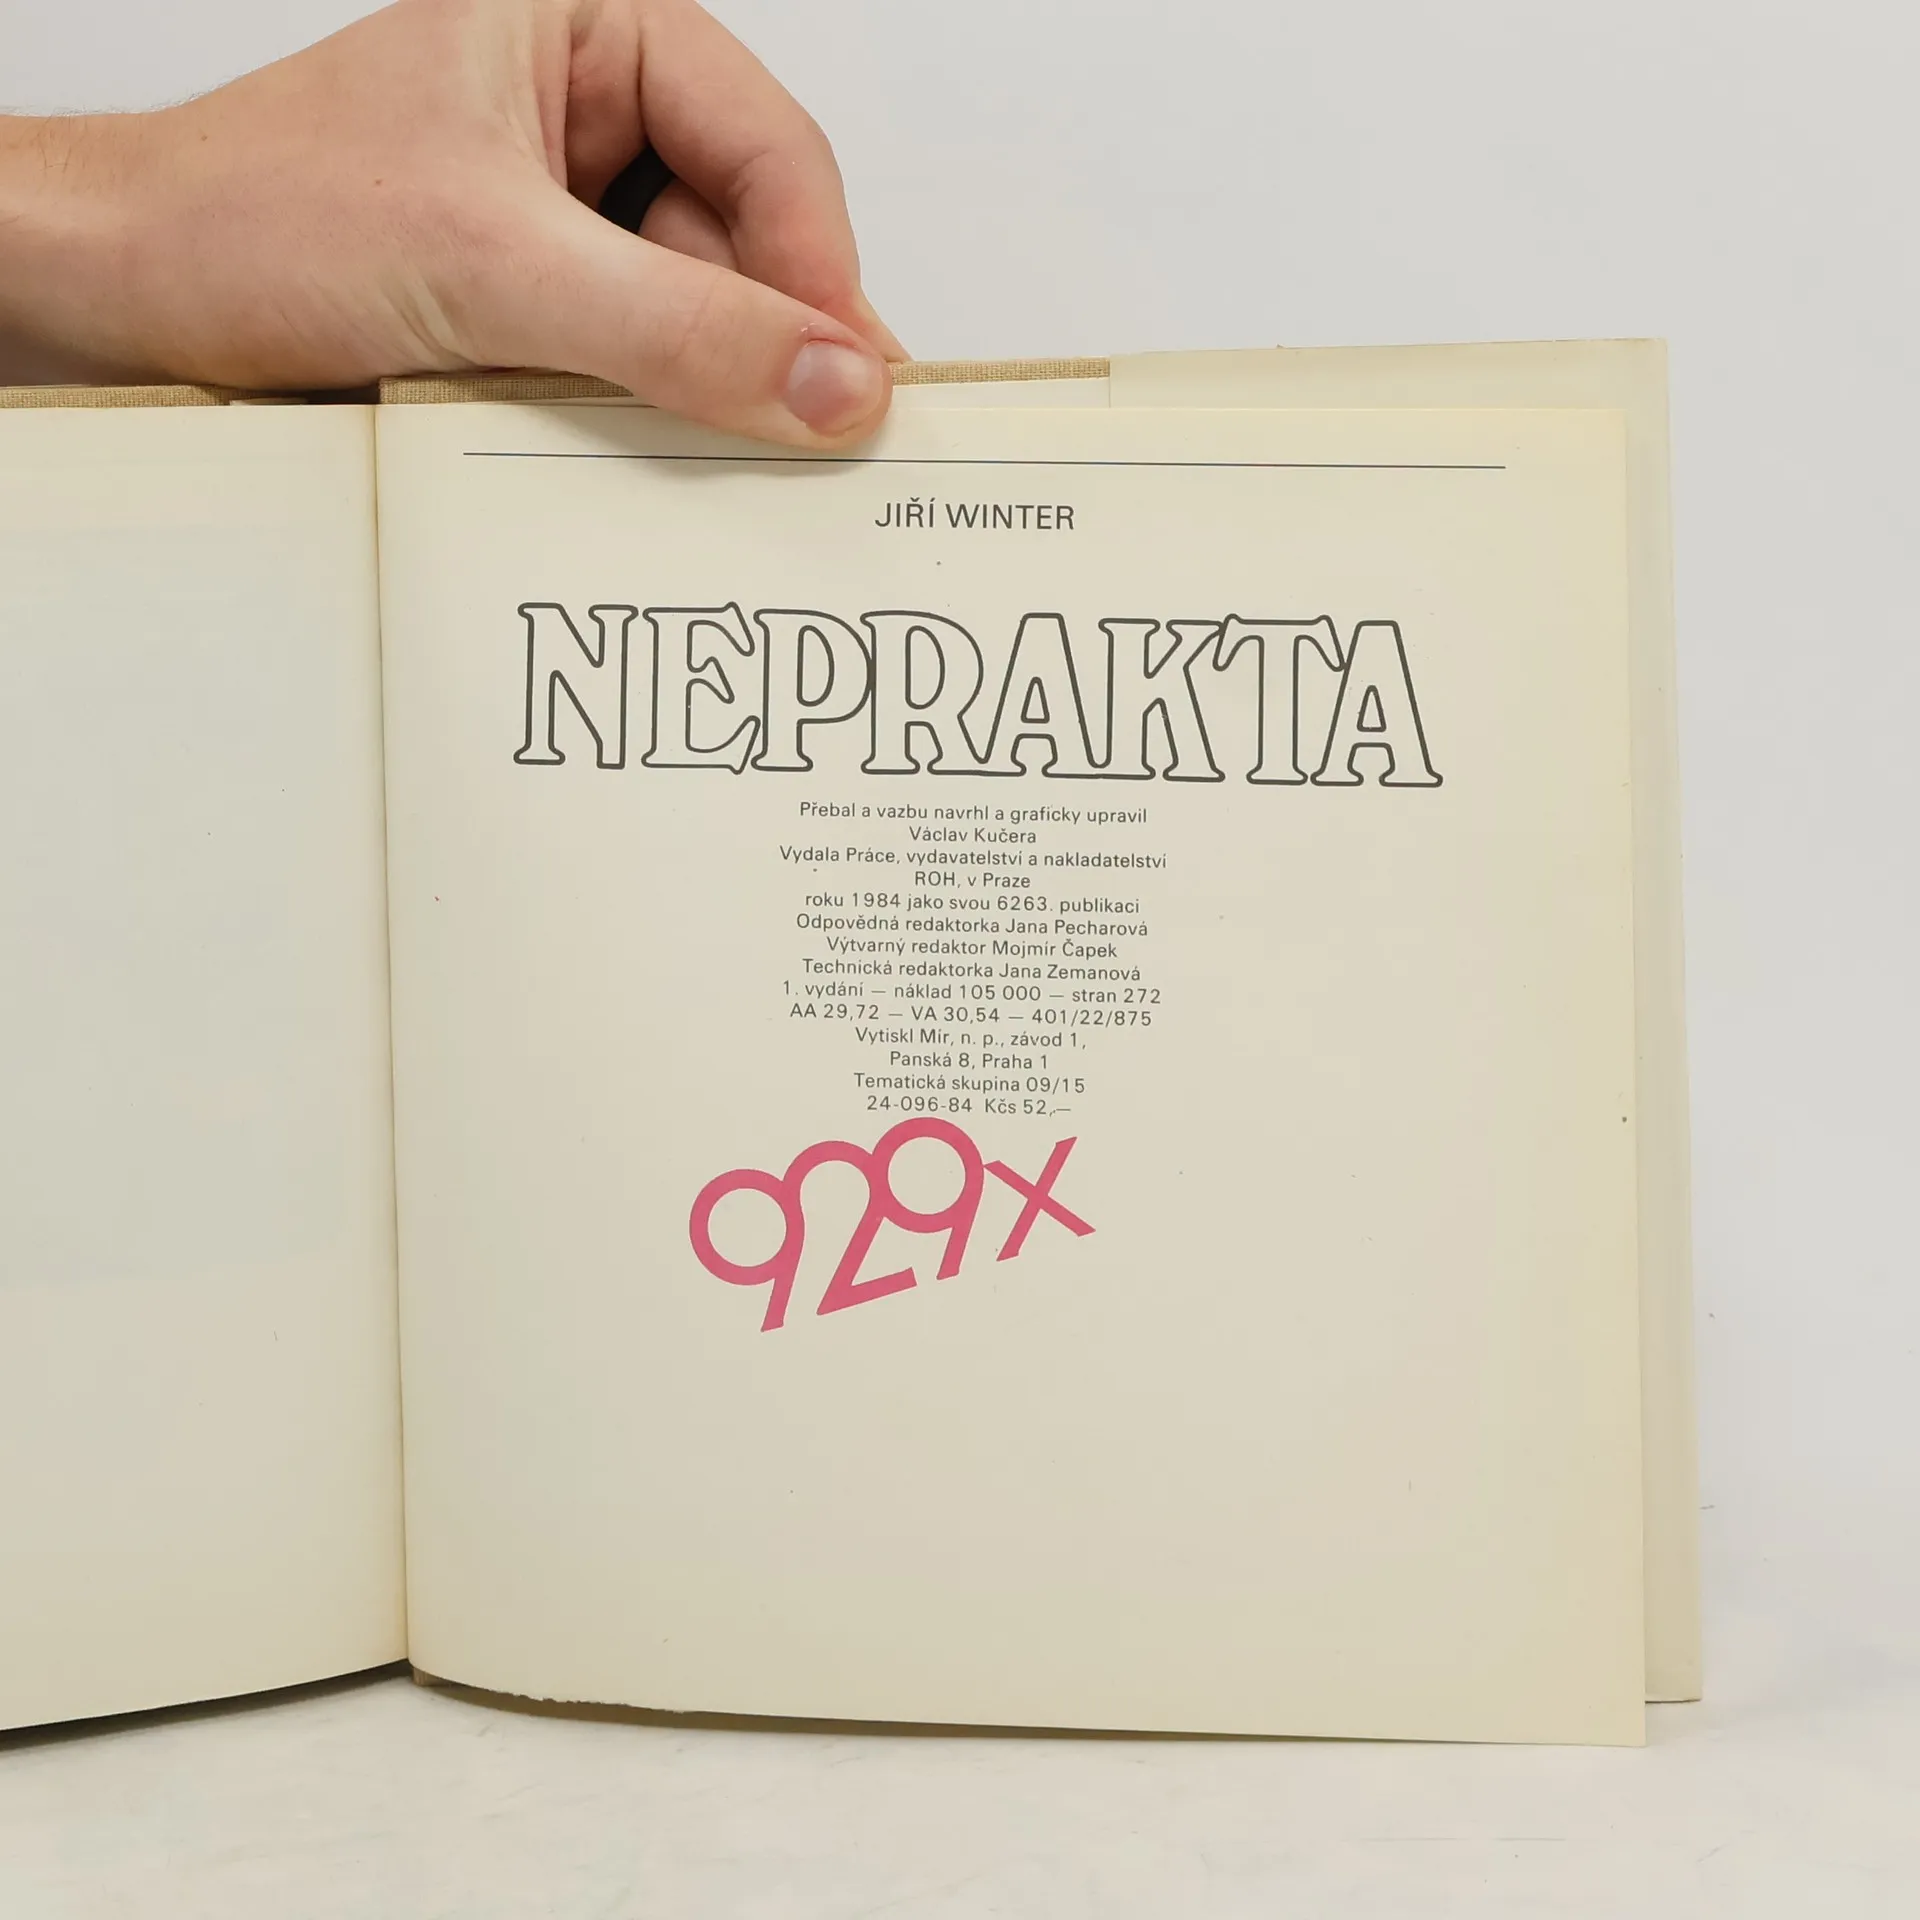 JIŘÍ WINTER
NEPRAKTA
Přebal a vazbu navrhl a graficky upravil
Václav Kučera
Vydala Práce, vydavatelství a nakladatelství
ROH, v Praze
roku 1984 jako svou 6263. publikaci
Odpovědná redaktorka Jana Pecharová
Výtvarný redaktor Mojmír Čapek
Technická redaktorka Jana Zemanová
1. vydání — náklad 105 000 — stran 272
AA 29,72 — VA 30,54 — 401/22/875
Vytiskl Mír, n. p., závod 1,
Panská 8, Praha 1
Tematická skupina 09/15
24-096-84 Kčs 52,—
929x